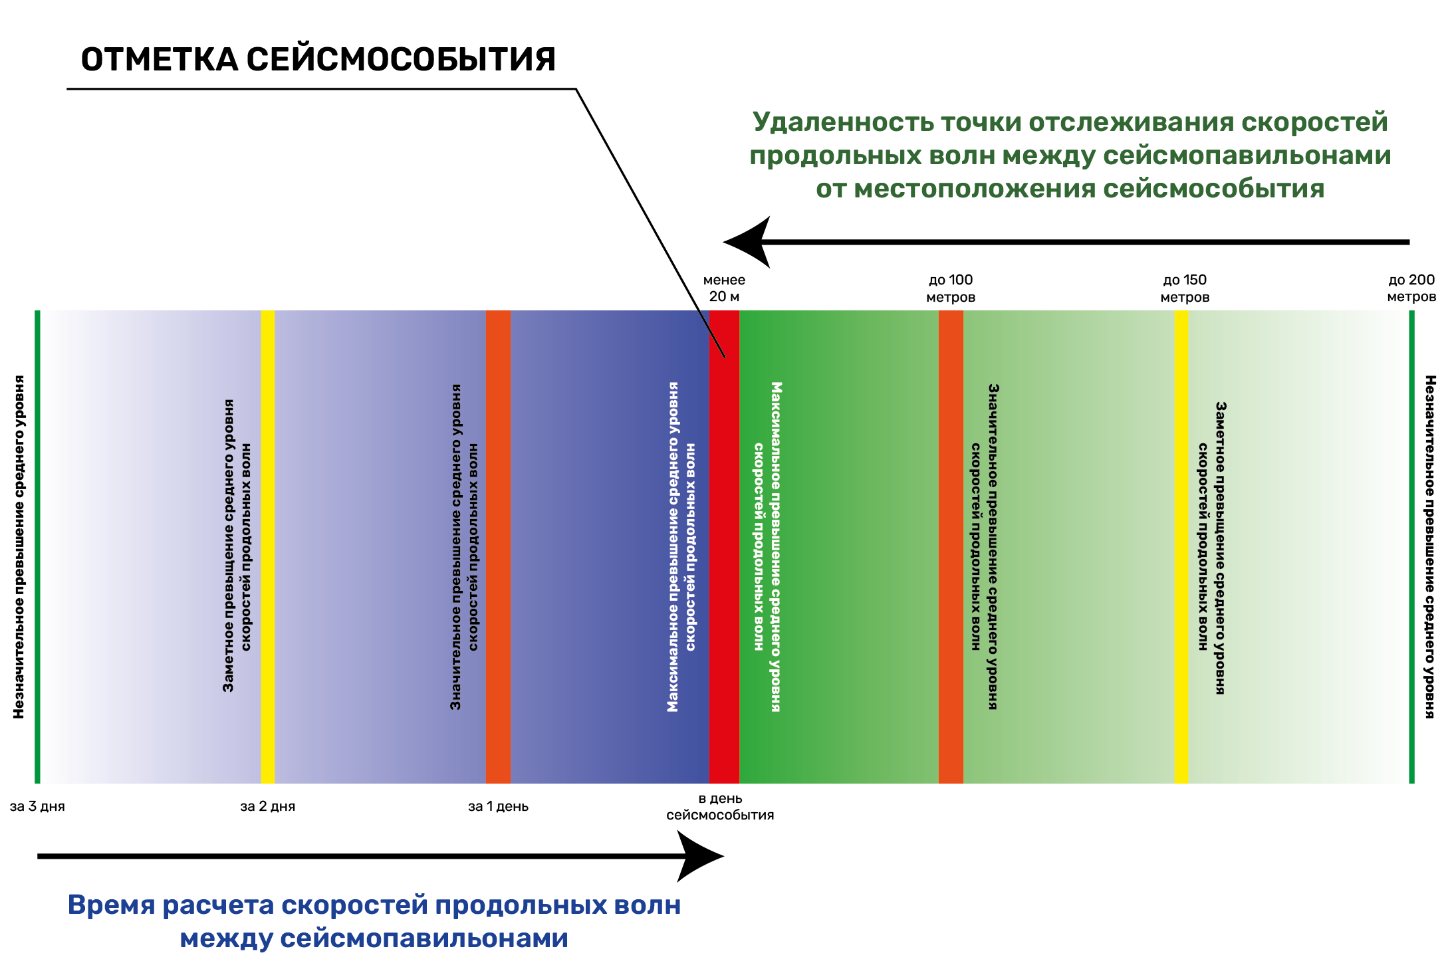 ОТМЕТКА СЕЙСМОСОБЫТИЯ
Удаленность точки отслеживания скоростей
продольных волн между сейсмопавильонами
от местоположения сейсмособытия
менее
20 м
до 100
метров
до 150
метров
до 200
метров
Незначительное превышение среднего уровня
Заметное превыщение среднего уровня
скоростей продольных волн
Значительное превышение среднего уровня
скоростей продольных волн
Максимальное превышение среднего уровня
скоростей продольных волн
Максимальное превышение среднего уровня
скоростей продольных волн
Значительное превышение среднего уровня
скоростей продольных волн
Заметное превыщение среднего уровня
скоростей продольных волн
Незначительное превышение среднего уровня
за 3 дня
за 2 дня
за 1 день
в день
сейсмособытия
Время расчета скоростей продольных волн
между сейсмопавильонами